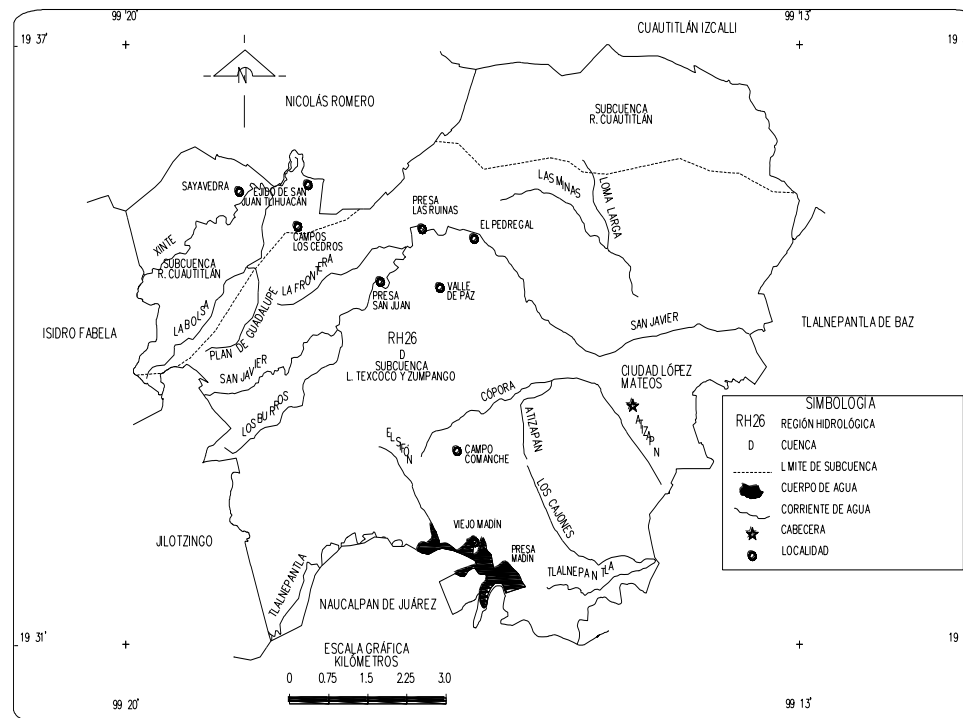 99 20'
99 13'
CUAUTITLÁN IZCALLI
19 37'
19
N
NICOLÁS ROMERO
SUBCUENCA
R. CUAUTITLÁN
SAYAVEDRA
EJIDO DE SAN
JUAN TLIHUACÁN
LAS MINAS
LOMA LARGA
PRESA
LAS RUINAS
EL PEDREGAL
CAMPOS
LOS CEDROS
XINTE
SUBCUENCA
R. CUAUTITLÁN
LA FRONTERA
PRESA
SAN JUAN
VALLE
DE PAZ
LA BOLSA
PLAN DE GUADALUPE
ISIDRO FABELA
SAN JAVIER
TLALNEPANTLA DE BAZ
RH26
D
SUBCUENCA
L. TEXCOCO Y ZUMPANGO
SAN JAVIER
CIUDAD LÓPEZ
MATEOS
CÓPORA
LOS BURROS
ATIZAPÁN
EL SIFÓN
CAMPO
COMANCHE
LOS CAJONES
SIMBOLOGIA
RH26 REGIÓN HIDROLÓGICA
D CUENCA
LMITE DE SUBCUENCA
CUERPO DE AGUA
CORRIENTE DE AGUA
CABECERA
LOCALIDAD
JILOTZINGO
VIEJO MADÍN
PRESA
MADÍN
TLALNEPANTLA
TLALNEPANTLA
NAUCALPAN DE JUÁREZ
19 31'
19
ESCALA GRÁFICA
KILÓMETROS
0 0.75 1.5 2.25 3.0
99 20'
99 13'